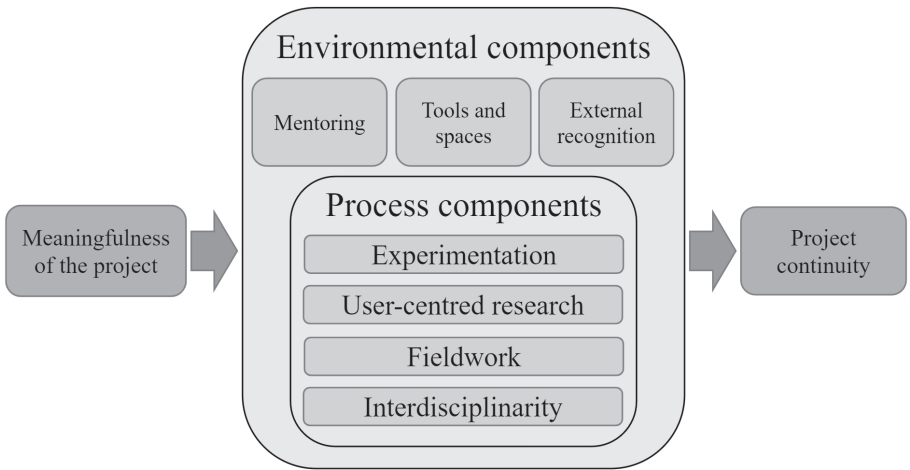 Environmental components
Mentoring
Tools and
spaces
External
recognition
Process components
Experimentation
User-centred research
Fieldwork
Interdisciplinarity
Meaningfulness
of the project
Project
continuity